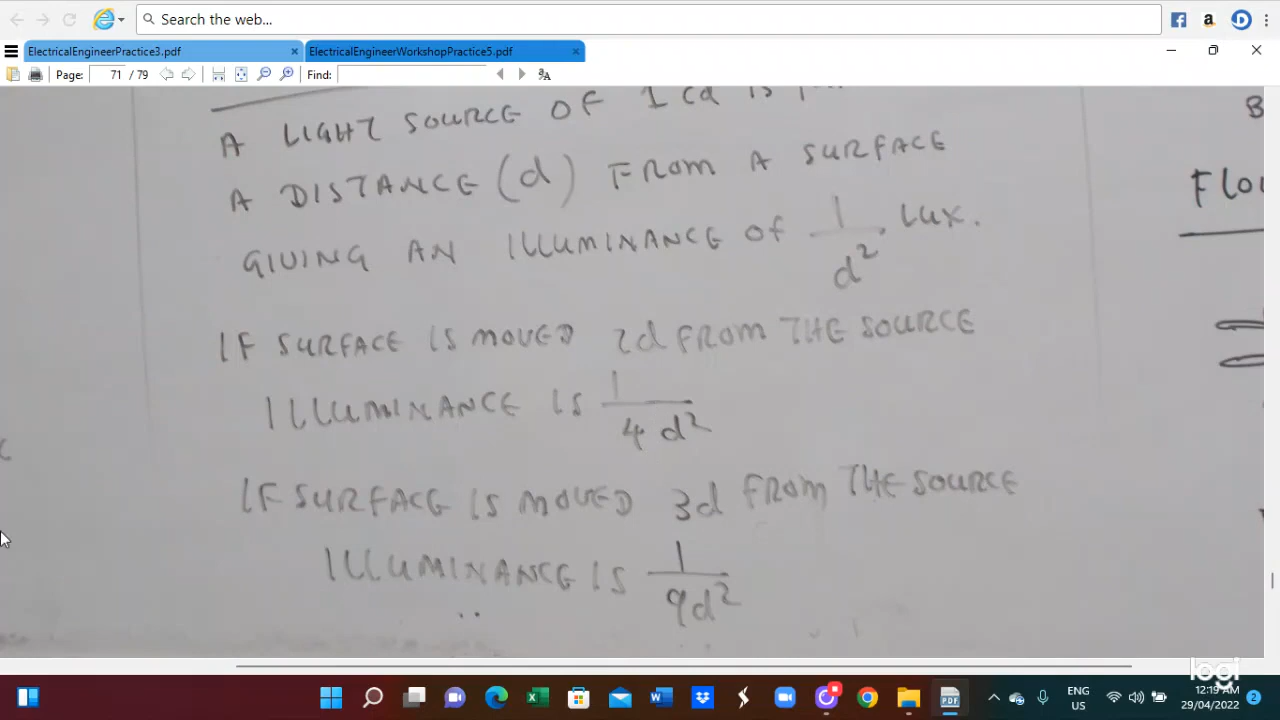 Search the web...
ElectricalEngineerPractice3.pdf
ElectricalEngineerWorkshopPractice5.pdf
Page: 71 / 79
Find:
A LIGHT SOURCE OF 1 cd IS
A DISTANCE (d) FROM A SURFACE
GIVING AN ILLUMINANCE Of 1/d² LUX.
IF SURFACE IS MOVED 2d FROM THE SOURCE
ILLUMINANCE IS 1/4d²
IF SURFACE IS MOVED 3d FROM THE SOURCE
ILLUMINANCE IS 1/9d²
B
Flo
logi
ENG
US
12:19 AM
29/04/2022
2